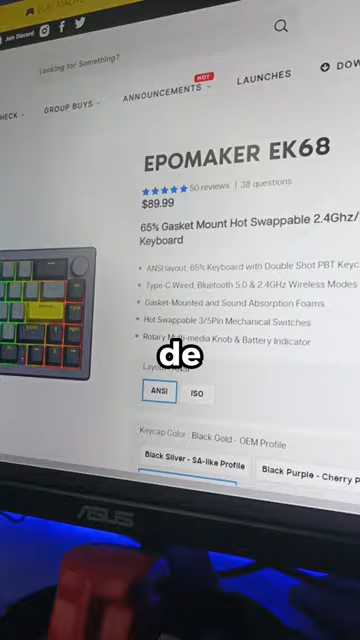 Join Discord
Looking for Something?
HECK
GROUP BUYS
ANNOUNCEMENTS
HOT
LAUNCHES
DOW
EPOMAKER EK68
50 reviews | 38 questions
$89.99
65% Gasket Mount Hot Swappable 2.4Ghz/
Keyboard
ANSI layout, 65% Keyboard with Double Shot PBT Keyc
Type-C Wired, Bluetooth 5.0 & 2.4GHz Wireless Modes
Gasket-Mounted and Sound Absorption Foams
Hot Swappable 3/5Pin Mechanical Switches
Rotary Multi-media Knob & Battery Indicator
de
ANSI
ISO
Keycap Color : Black Gold - OEM Profile
Black Silver - SA-like Profile
Black Purple - Cherry P
ASUS